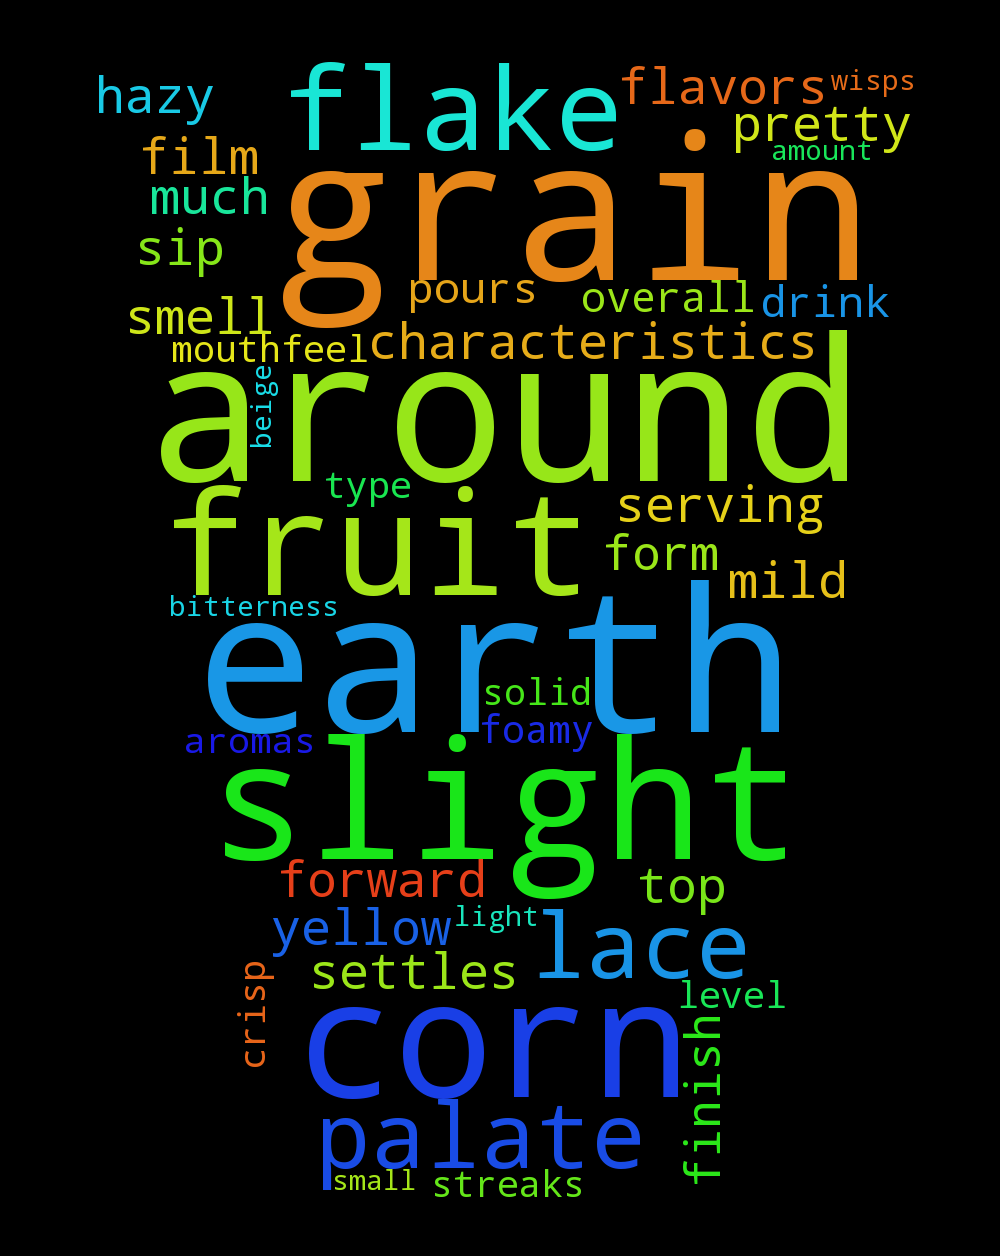 flake
flavors
wisps
hazy
pretty
film
amount
grain
much
sip
pours
overall
drink
smell
mouthfeel
characteristics
beige
around
type
fruit
serving
form
mild
bitterness
earth
solid
foamy
aromas
slight
forward
top
yellow
light
lace
settles
level
crisp
corn
finish
palate
small
streaks